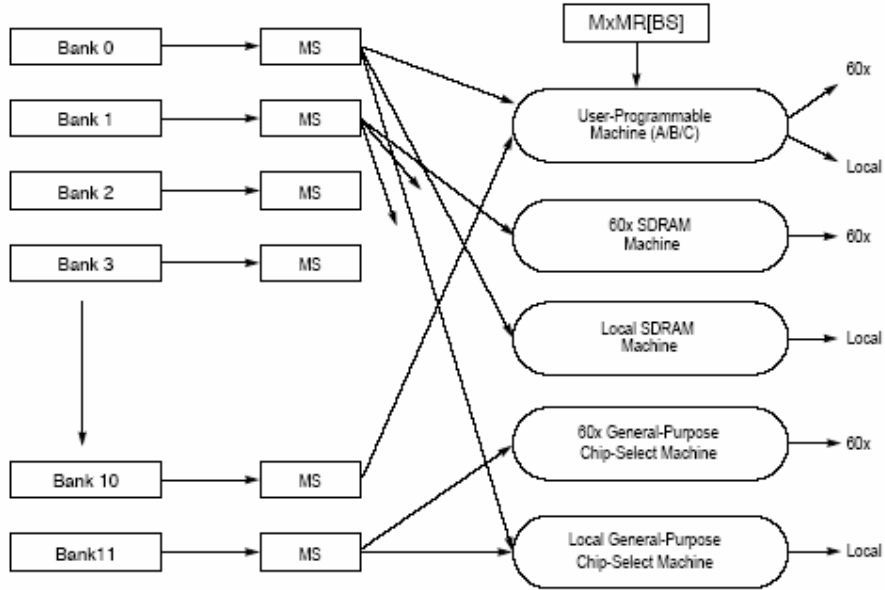 MxMR[BS]
Bank 0
MS
Bank 1
MS
Bank 2
MS
Bank 3
MS
Bank 10
MS
Bank11
MS
User-Programmable
Machine (A/B/C)
60x
Local
60x SDRAM
Machine
60x
Local SDRAM
Machine
Local
60x General-Purpose
Chip-Select Machine
60x
Local General-Purpose
Chip-Select Machine
Local